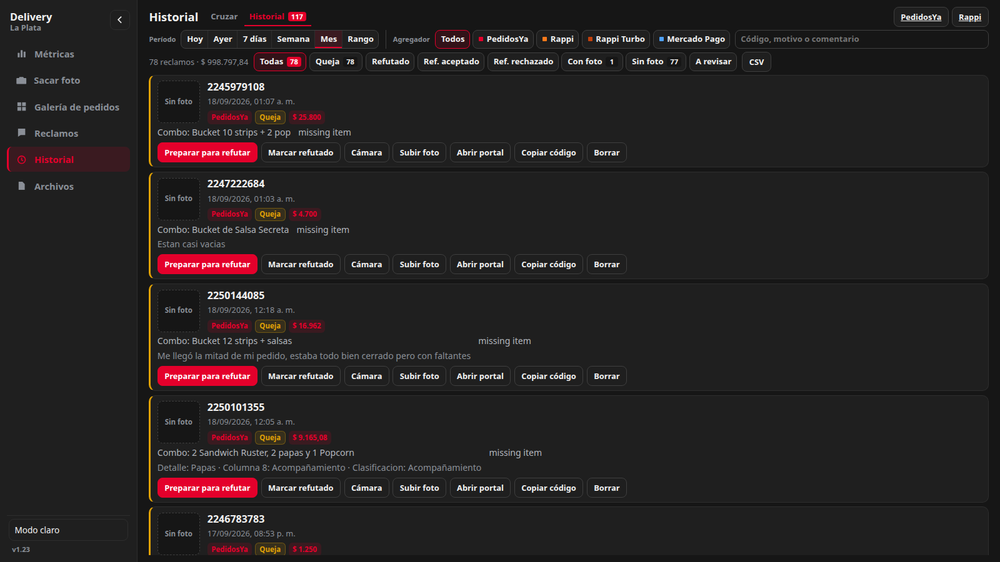 Delivery
La Plata
Métricas
Sacar foto
Galería de pedidos
Reclamos
Historial
Archivos
Modo claro
v1.23
Historial Cruzar Historial 117 PedidosYa Rappi
Período Hoy Ayer 7 días Semana Mes Rango Agregador Todos PedidosYa Rappi Rappi Turbo Mercado Pago Código, motivo o comentario
78 reclamos · $ 998.797,84 Todas 78 Queja 78 Refutado Ref. aceptado Ref. rechazado Con foto 1 Sin foto 77 A revisar CSV
Sin foto
2245979108
18/09/2026, 01:07 a. m.
PedidosYa Queja $ 25.800
Combo: Bucket 10 strips + 2 pop missing item
Preparar para refutar Marcar refutado Cámara Subir foto Abrir portal Copiar código Borrar
Sin foto
2247222684
18/09/2026, 01:03 a. m.
PedidosYa Queja $ 4.700
Combo: Bucket de Salsa Secreta missing item
Estan casi vacias
Preparar para refutar Marcar refutado Cámara Subir foto Abrir portal Copiar código Borrar
Sin foto
2250144085
18/09/2026, 12:18 a. m.
PedidosYa Queja $ 16.962
Combo: Bucket 12 strips + salsas missing item
Me llegó la mitad de mi pedido, estaba todo bien cerrado pero con faltantes
Preparar para refutar Marcar refutado Cámara Subir foto Abrir portal Copiar código Borrar
Sin foto
2250101355
18/09/2026, 12:05 a. m.
PedidosYa Queja $ 9.165,08
Combo: 2 Sandwich Ruster, 2 papas y 1 Popcorn missing item
Detalle: Papas · Columna 8: Acompañamiento · Clasificacion: Acompañamiento
Preparar para refutar Marcar refutado Cámara Subir foto Abrir portal Copiar código Borrar
Sin foto
2246783783
17/09/2026, 08:53 p. m.
PedidosYa Queja $ 1.250